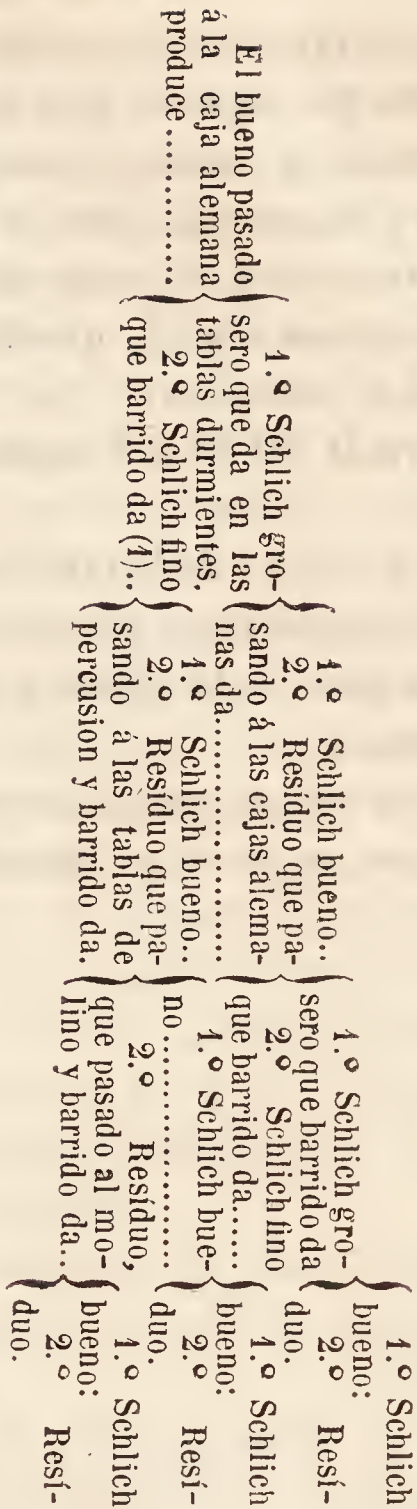 El bueno pasado
á la caja alemana
produce............
1.º Schlich gro-
sero que da en las
tablas durmientes.
2.º Schlich fino
que barrido da (1)..
1.º Schlich bueno..
2.º Resíduo que pa-
sando á las cajas alema-
nas da....................
1.º Schlich bueno..
2.º Resíduo que pa-
sando á las tablas de
percusion y barrido da.
1.º Schlich gro-
sero que barrido da
2.º Schlich fino
que barrido da......
1.º Schlich bue-
no...................
2.º Resíduo,
que pasado al mo-
lino y barrido da...
1.º Schlich
bueno:
2.º Resí-
duo.
1.º Schlich
bueno:
2.º Resí-
duo.
1.º Schlich
bueno:
2.º Resí-
duo.